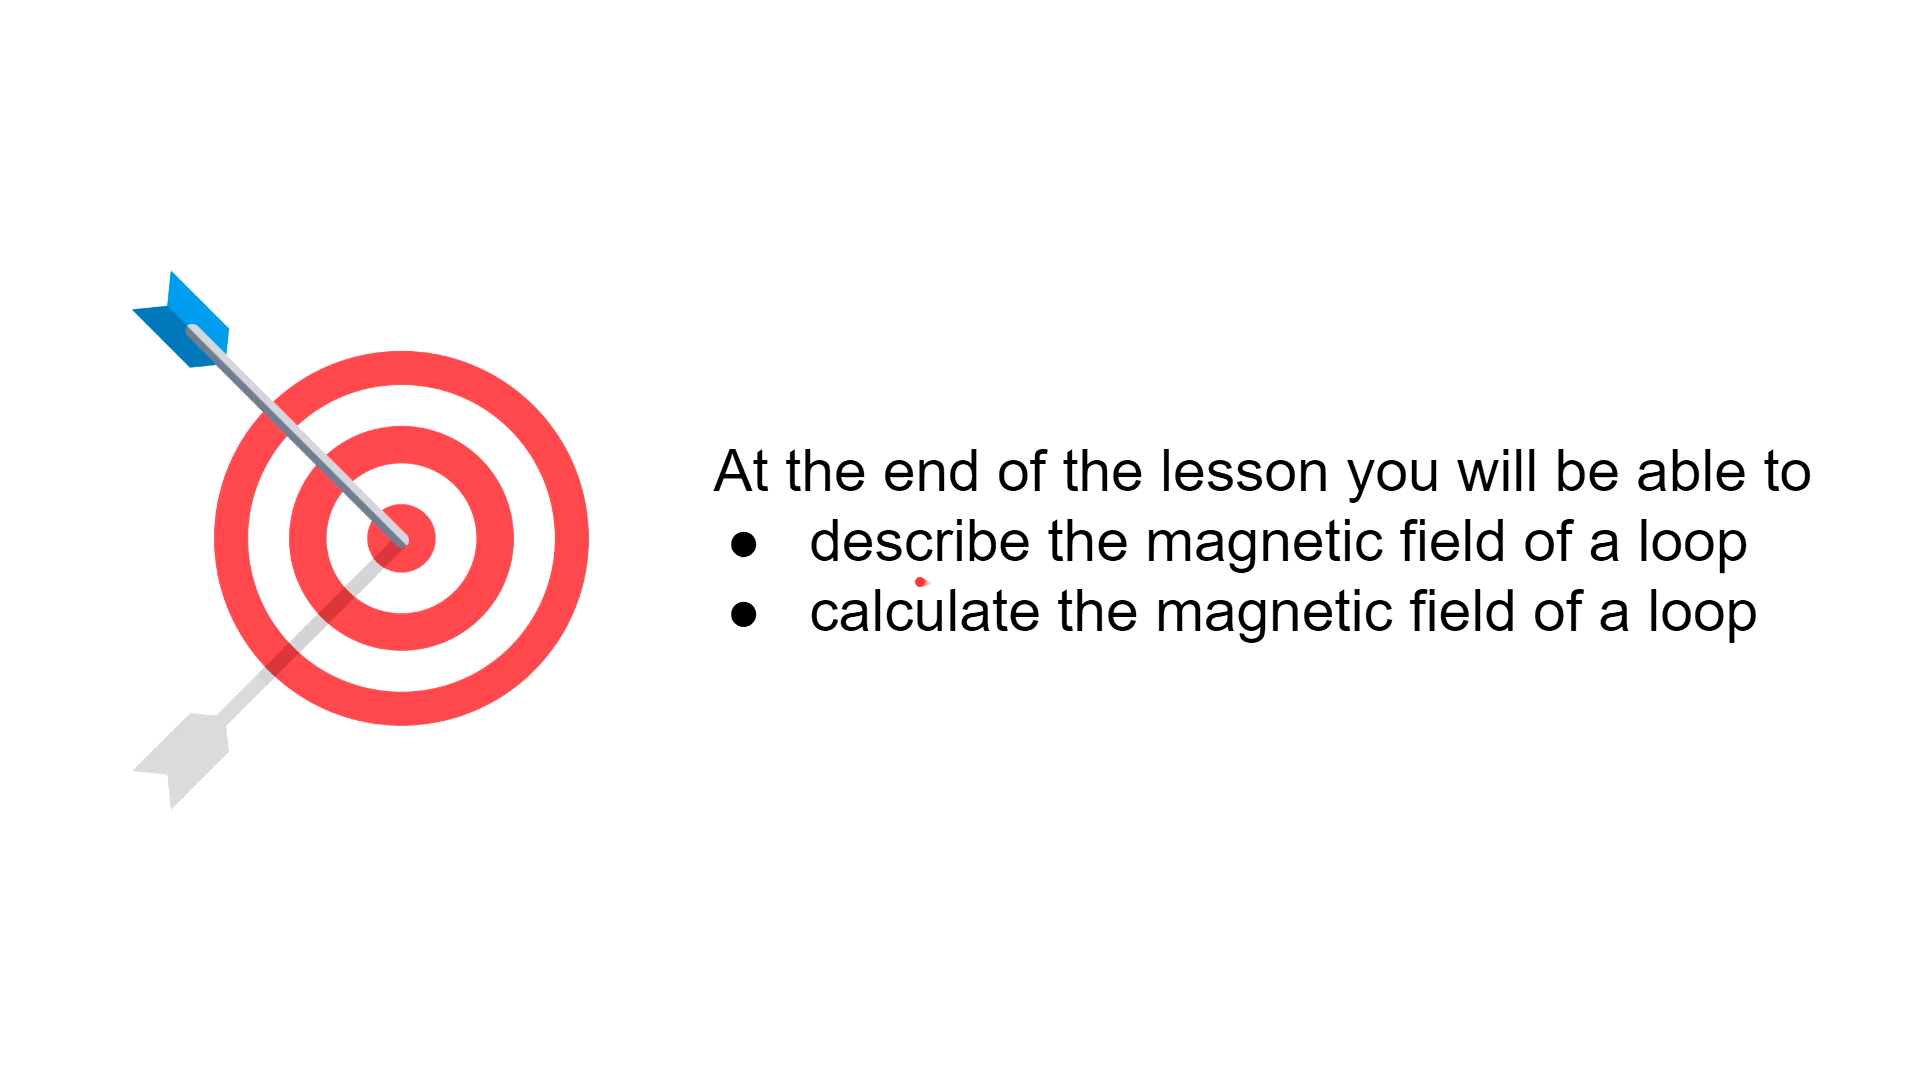 At the end of the lesson you will be able to
● describe the magnetic field of a loop
● calculate the magnetic field of a loop